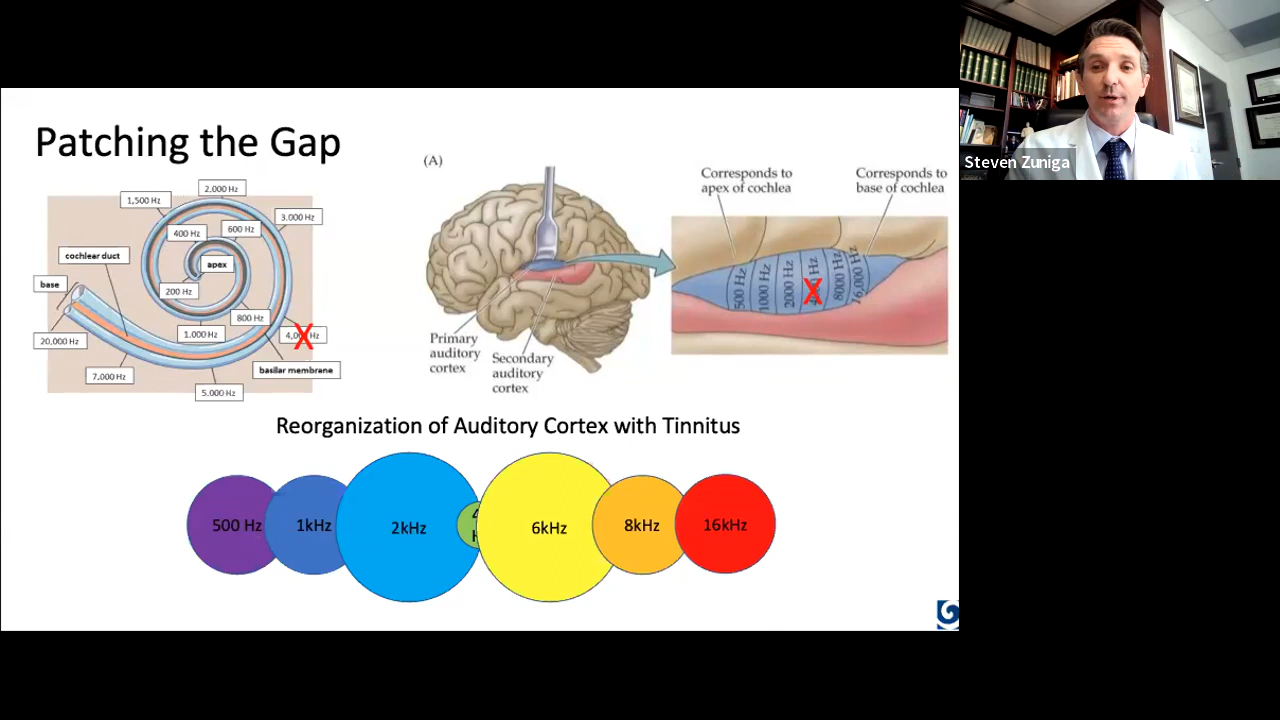 Steven Zuniga
Patching the Gap
2,000 Hz
1,500 Hz
3,000 Hz
400 Hz
600 Hz
cochlear duct
apex
base
200 Hz
800 Hz
1,000 Hz
20,000 Hz
basilar membrane
7,000 Hz
5,000 Hz
(A)
Primary
auditory
cortex
Secondary
auditory
cortex
Corresponds to
apex of cochlea
Corresponds to
base of cochlea
500 Hz
1000 Hz
2000 Hz
8000 Hz
16,000 Hz
Reorganization of Auditory Cortex with Tinnitus
500 Hz
1kHz
2kHz
6kHz
8kHz
16kHz